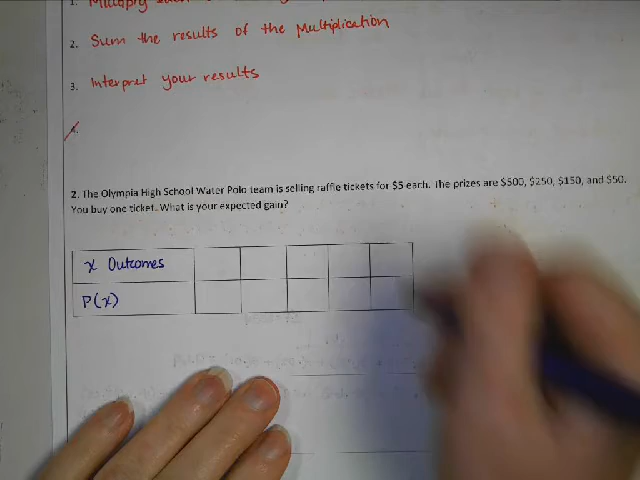 1. Multiply
2. Sum the results of the Multiplication
3. Interpret your results
4.
2. The Olympia High School Water Polo team is selling raffle tickets for $5 each. The prizes are $500, $250, $150, and $50.
You buy one ticket. What is your expected gain?
x Outcomes
P(x)